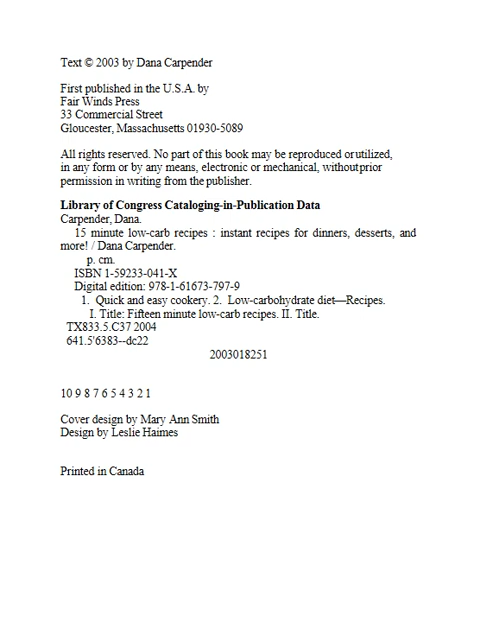 Text © 2003 by Dana Carpender
First published in the U.S.A. by
Fair Winds Press
33 Commercial Street
Gloucester, Massachusetts 01930-5089
All rights reserved. No part of this book may be reproduced or utilized,
in any form or by any means, electronic or mechanical, without prior
permission in writing from the publisher.
Library of Congress Cataloging-in-Publication Data
Carpender, Dana.
15 minute low-carb recipes : instant recipes for dinners, desserts, and
more! / Dana Carpender.
p. cm.
ISBN 1-59233-041-X
Digital edition: 978-1-61673-797-9
1. Quick and easy cookery. 2. Low-carbohydrate diet—Recipes.
I. Title: Fifteen minute low-carb recipes. II. Title.
TX833.5.C37 2004
641.5'6383--dc22
2003018251
10 9 8 7 6 5 4 3 2 1
Cover design by Mary Ann Smith
Design by Leslie Haimes
Printed in Canada